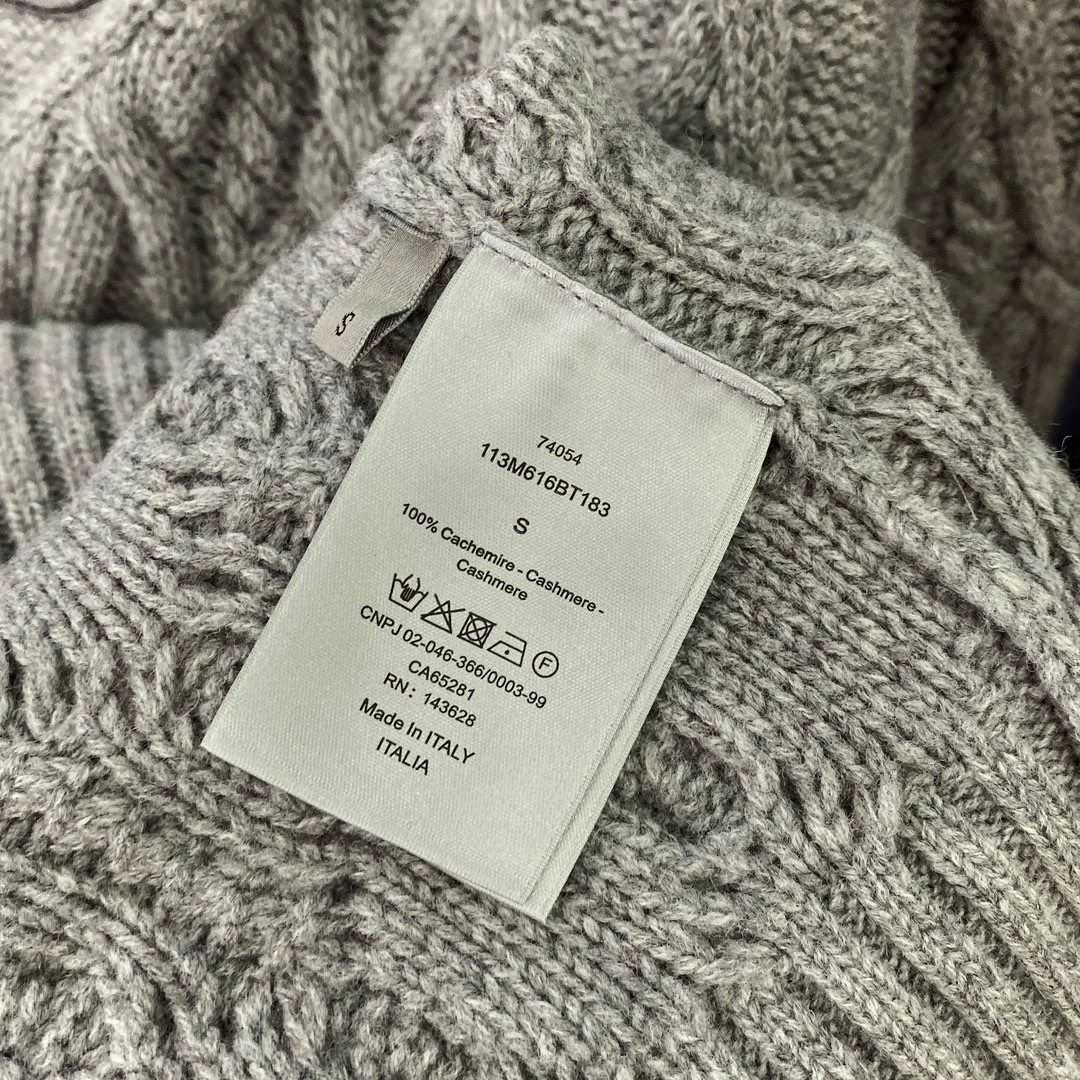 S
74054
113M616BT183
S
100% Cachemire - Cashmere -
Cashmere
F
CNPJ 02-046-366/0003-99
CA65281
RN: 143628
Made In ITALY
ITALIA